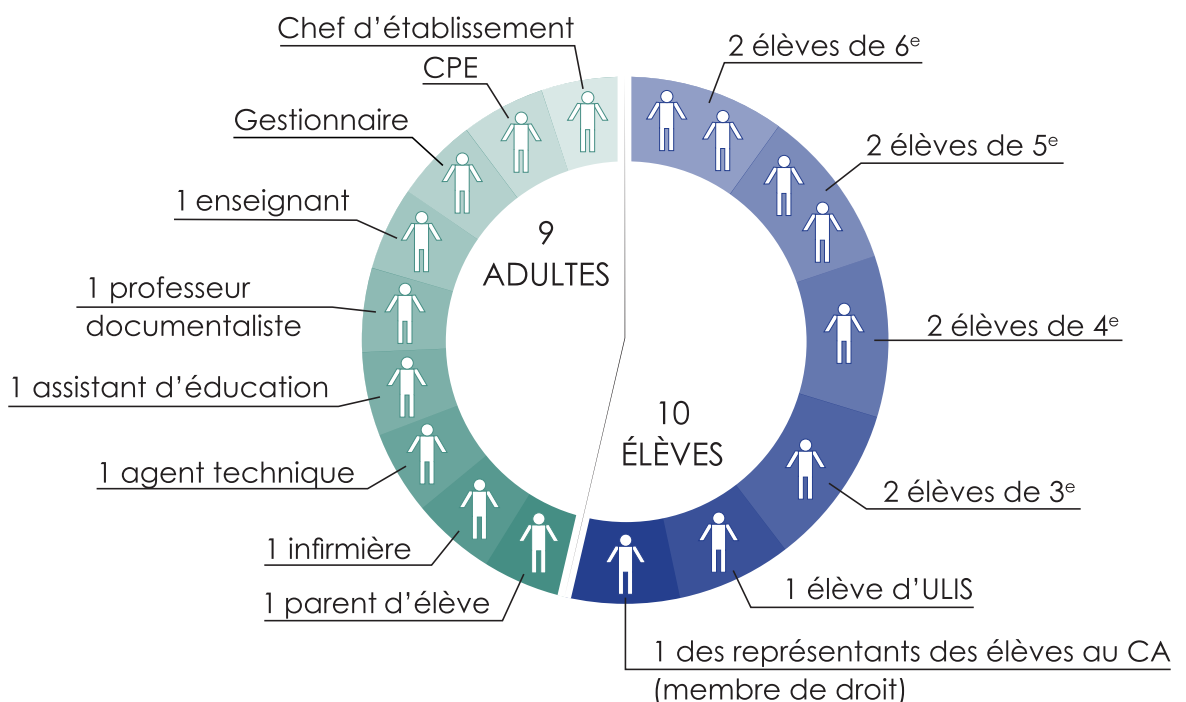 Chef d’établissement
CPE
Gestionnaire
1 enseignant
1 professeur
documentaliste
1 assistant d’éducation
1 agent technique
1 infirmière
1 parent d’élève
9
ADULTES
10
ÉLÈVES
2 élèves de 6ᵉ
2 élèves de 5ᵉ
2 élèves de 4ᵉ
2 élèves de 3ᵉ
1 élève d’ULIS
1 des représentants des élèves au CA
(membre de droit)